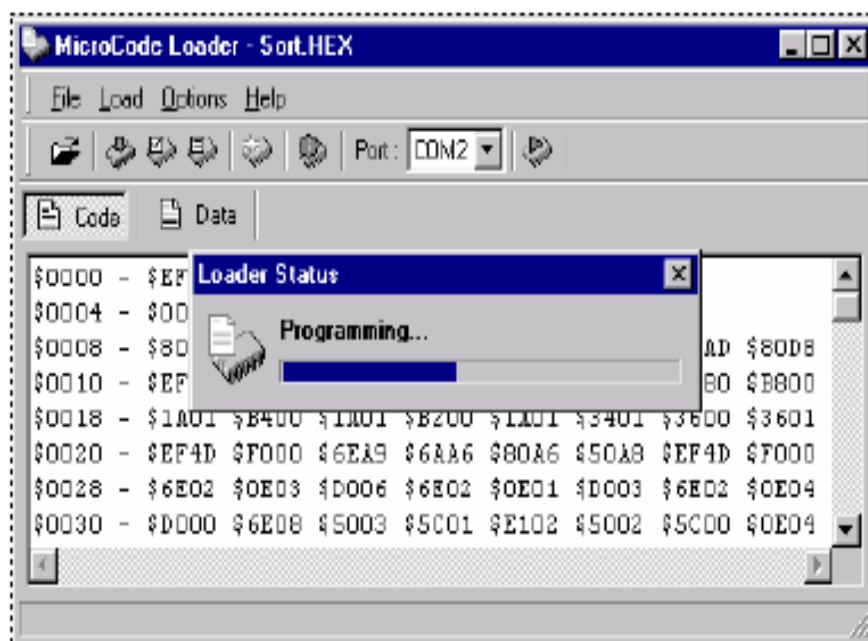 MicroCode Loader - Sort.HEX
File Load Options Help
Port : COM2
Code Data
$0000 - $EF
$0004 - $00
$0008 - $80 AD $80D8
$0010 - $EF 80 $B800
$0018 - $1A01 $B400 $1A01 $B200 $1A01 $3401 $3600 $3601
$0020 - $EF4D $F000 $6EA9 $6AA6 $80A6 $50A8 $EF4D $F000
$0028 - $6E02 $0E03 $D006 $6E02 $0E01 $D003 $6E02 $0E04
$0030 - $D000 $6E08 $5003 $5C01 $E102 $5002 $5C00 $0E04
Loader Status
Programming...